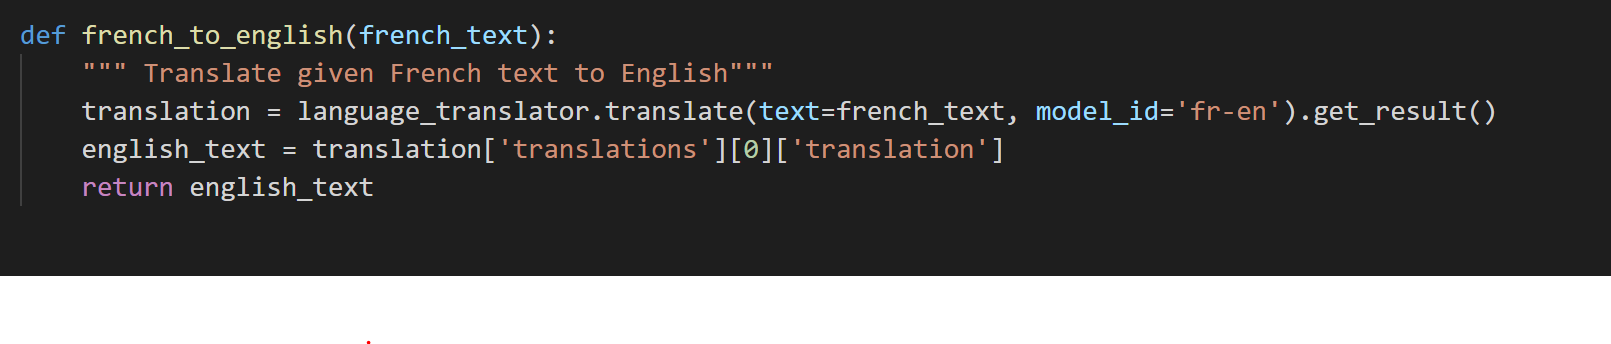 def french_to_english(french_text):
    """ Translate given French text to English"""
    translation = language_translator.translate(text=french_text, model_id='fr-en').get_result()
    english_text = translation['translations'][0]['translation']
    return english_text